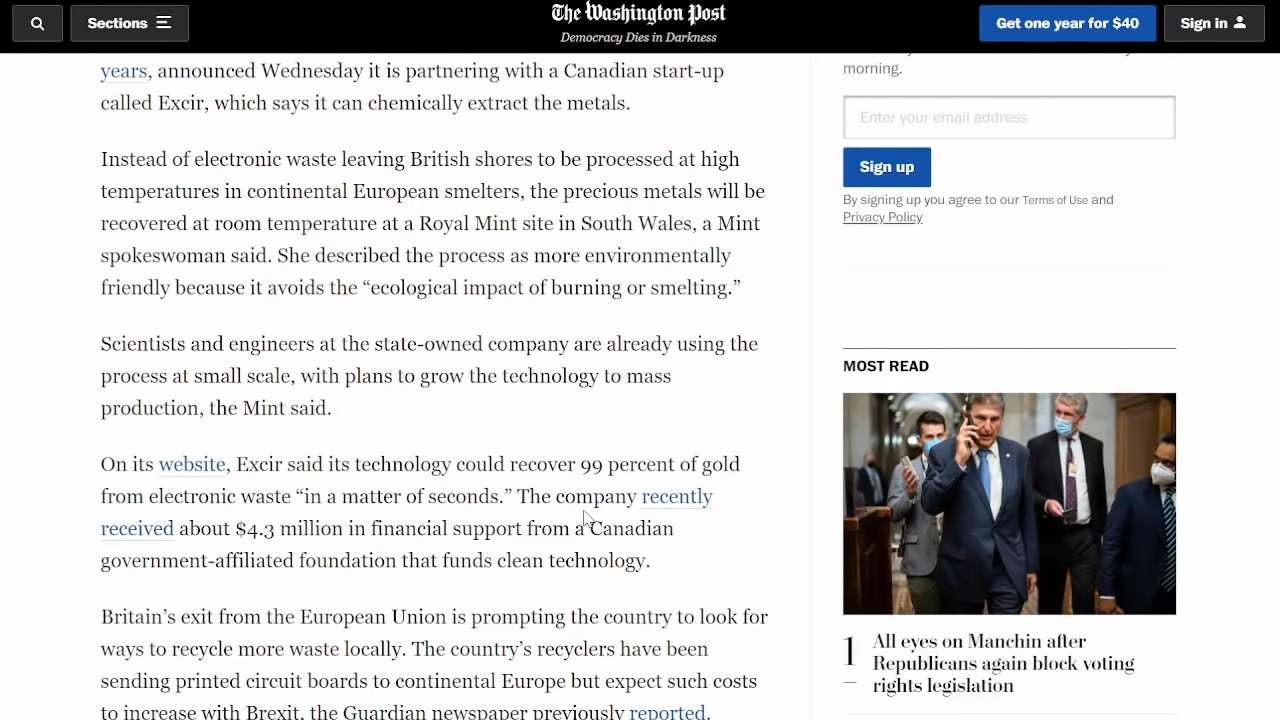 Sections
The Washington Post
Democracy Dies in Darkness
Get one year for $40
Sign in
years, announced Wednesday it is partnering with a Canadian start-up
called Excir, which says it can chemically extract the metals.
Instead of electronic waste leaving British shores to be processed at high
temperatures in continental European smelters, the precious metals will be
recovered at room temperature at a Royal Mint site in South Wales, a Mint
spokeswoman said. She described the process as more environmentally
friendly because it avoids the “ecological impact of burning or smelting.”
Scientists and engineers at the state-owned company are already using the
process at small scale, with plans to grow the technology to mass
production, the Mint said.
On its website, Excir said its technology could recover 99 percent of gold
from electronic waste “in a matter of seconds.” The company recently
received about $4.3 million in financial support from a Canadian
government-affiliated foundation that funds clean technology.
Britain’s exit from the European Union is prompting the country to look for
ways to recycle more waste locally. The country’s recyclers have been
sending printed circuit boards to continental Europe but expect such costs
to increase with Brexit, the Guardian newspaper previously reported.
morning.
Enter your email address
Sign up
By signing up you agree to our Terms of Use and
Privacy Policy
MOST READ
1
All eyes on Manchin after
Republicans again block voting
rights legislation